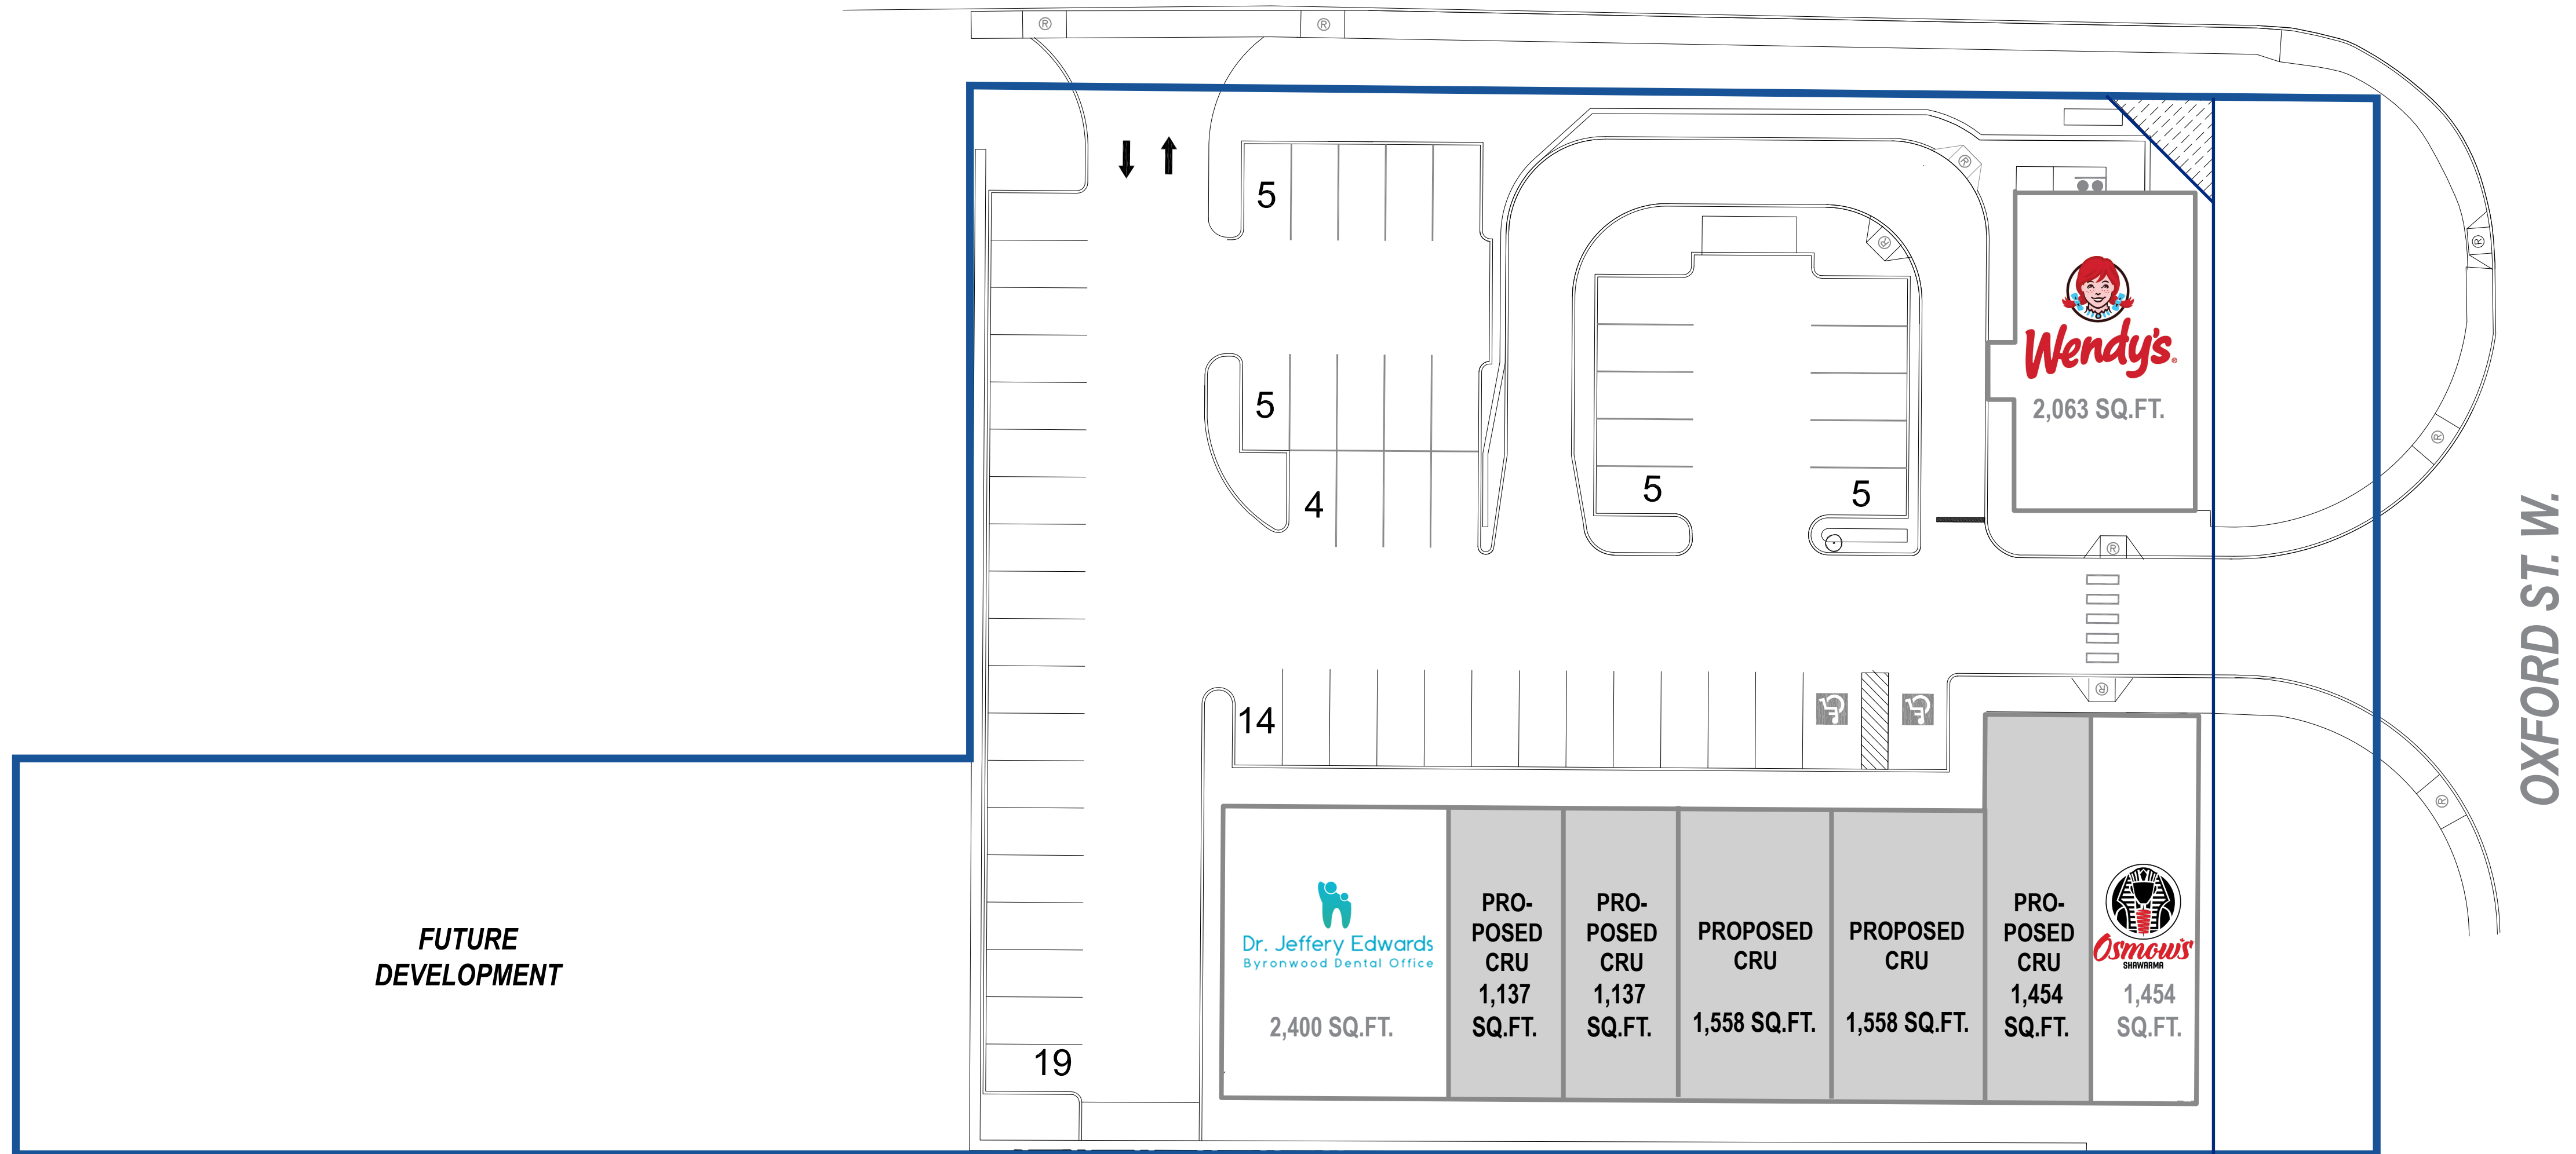 Ⓡ
Ⓡ
5
Ⓡ
Ⓡ
Ⓡ
Wendy's®
2,063 SQ.FT.
5
Ⓡ
4
5
5
Ⓡ
OXFORD ST. W.
Ⓡ
14
Ⓡ
Dr. Jeffery Edwards
Byronwood Dental Office
2,400 SQ.FT.
PRO-
POSED
CRU
1,137
SQ.FT.
PRO-
POSED
CRU
1,137
SQ.FT.
PROPOSED
CRU
1,558 SQ.FT.
PROPOSED
CRU
1,558 SQ.FT.
PRO-
POSED
CRU
1,454
SQ.FT.
Osmow's
SHAWARMA
1,454
SQ.FT.
FUTURE
DEVELOPMENT
19